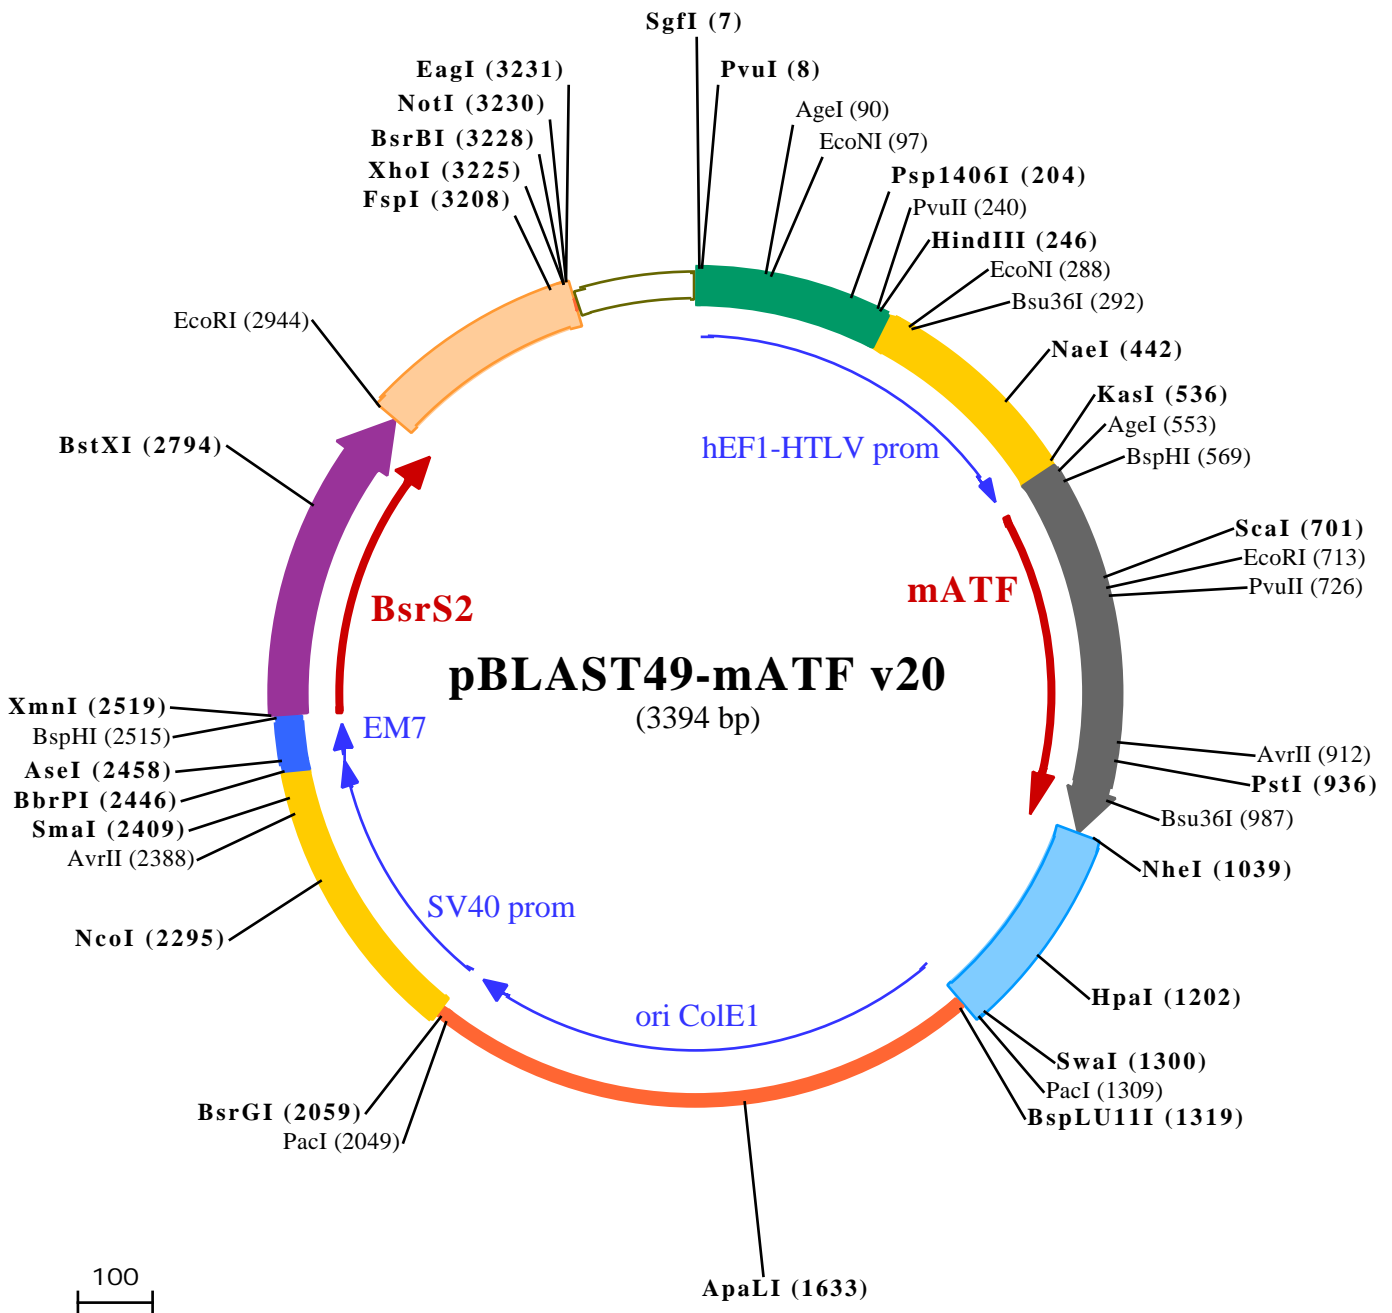 SgfI (7)
EagI (3231)
PvuI (8)
NotI (3230)
AgeI (90)
BsrBI (3228)
EcoNI (97)
XhoI (3225)
Psp1406I (204)
FspI (3208)
PvuII (240)
HindIII (246)
EcoNI (288)
Bsu36I (292)
EcoRI (2944)
NaeI (442)
KasI (536)
AgeI (553)
BstXI (2794)
hEF1-HTLV prom
BspHI (569)
ScaI (701)
EcoRI (713)
PvuII (726)
mATF
BsrS2
pBLAST49-mATF v20
(3394 bp)
XmnI (2519)
EM7
BspHI (2515)
AvrII (912)
AseI (2458)
PstI (936)
BbrPI (2446)
Bsu36I (987)
SmaI (2409)
AvrII (2388)
NheI (1039)
SV40 prom
NcoI (2295)
HpaI (1202)
ori ColE1
SwaI (1300)
PacI (1309)
BsrGI (2059)
BspLU11I (1319)
PacI (2049)
100
ApaLI (1633)